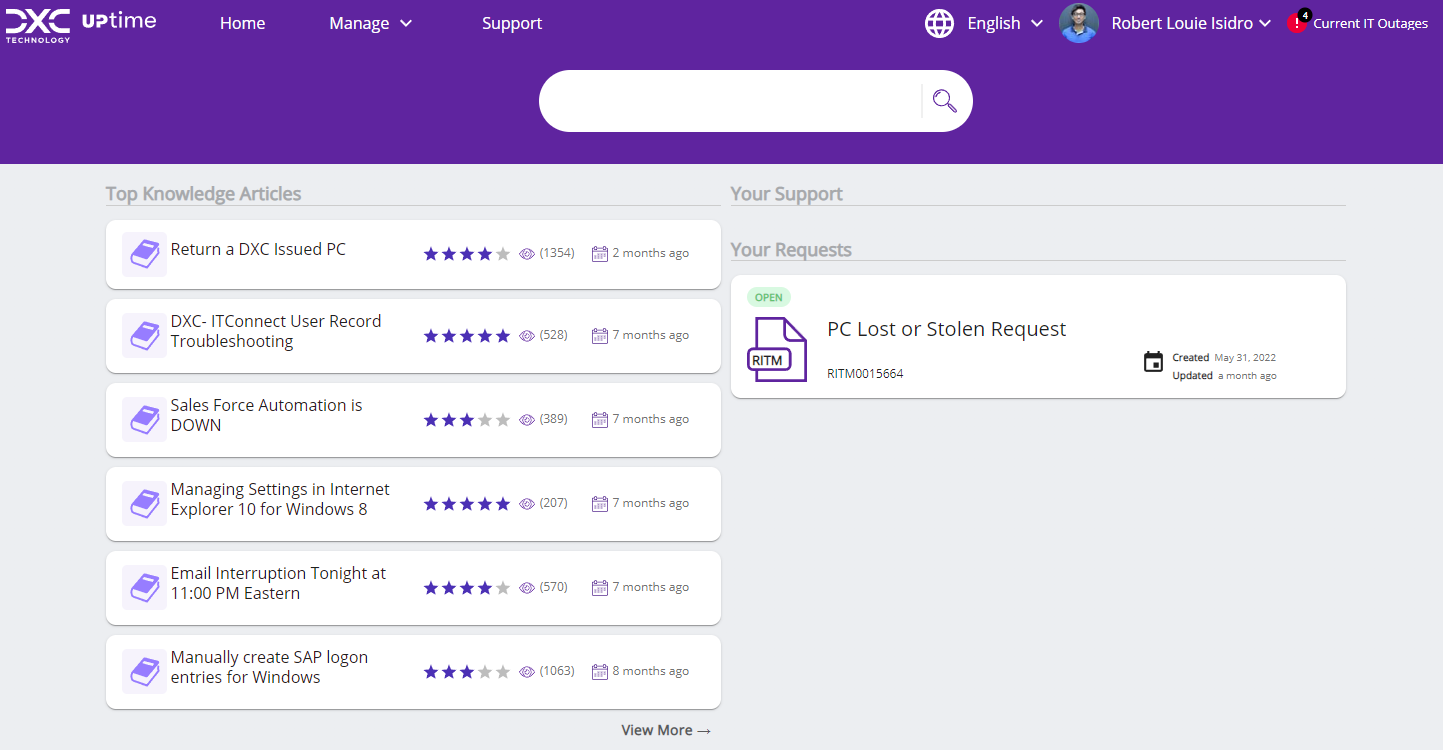 DXC TECHNOLOGY UPtime Home Manage Support English Robert Louie Isidro ! 4 Current IT Outages
Top Knowledge Articles
Return a DXC Issued PC (1354) 2 months ago
DXC- ITConnect User Record
Troubleshooting (528) 7 months ago
Sales Force Automation is
DOWN (389) 7 months ago
Managing Settings in Internet
Explorer 10 for Windows 8 (207) 7 months ago
Email Interruption Tonight at
11:00 PM Eastern (570) 7 months ago
Manually create SAP logon
entries for Windows (1063) 8 months ago
View More →
Your Support
Your Requests
OPEN
PC Lost or Stolen Request
RITM
RITM0015664
Created May 31, 2022
Updated a month ago